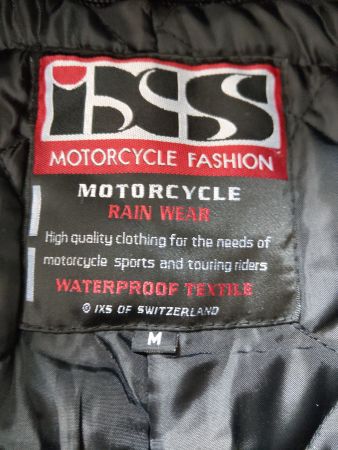 iXS
MOTORCYCLE FASHION
MOTORCYCLE
RAIN WEAR
High quality clothing for the needs of
motorcycle sports and touring riders
WATERPROOF TEXTILE
© IXS OF SWITZERLAND
M